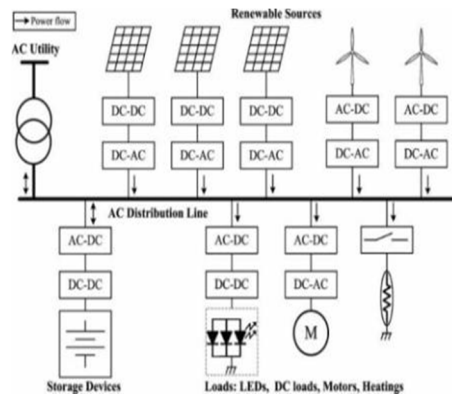 Power flow
Renewable Sources
AC Utility
DC-DC DC-DC DC-DC AC-DC AC-DC
DC-AC DC-AC DC-AC DC-AC DC-AC
AC Distribution Line
AC-DC AC-DC AC-DC
DC-DC DC-DC DC-AC
M
Storage Devices Loads: LEDs, DC loads, Motors, Heatings